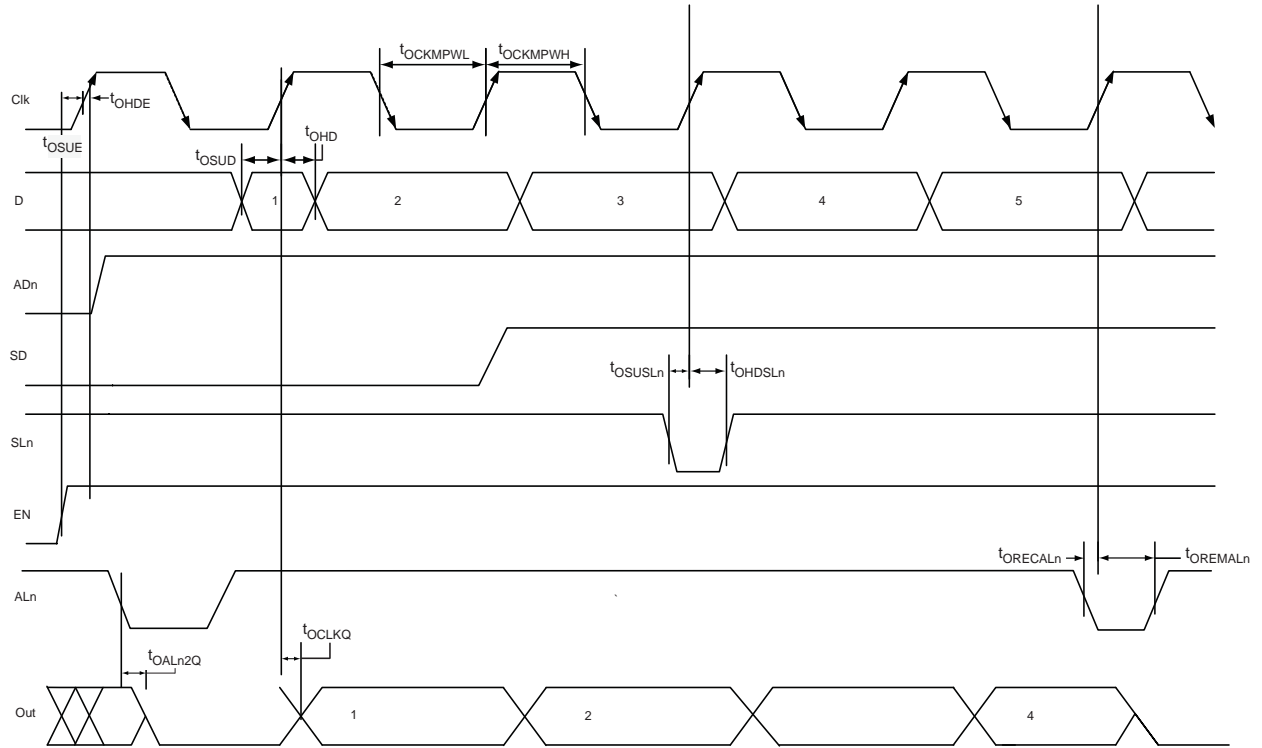 tOCKMPWL
tOCKMPWH
Clk
tOHDE
tOSUE
tOHD
tOSUD
D
1
2
3
4
5
ADn
SD
tOSUSLn
tOHDSLn
SLn
EN
tORECALn
tOREMALn
ALn
tOCLKQ
tOALn2Q
Out
1
2
4